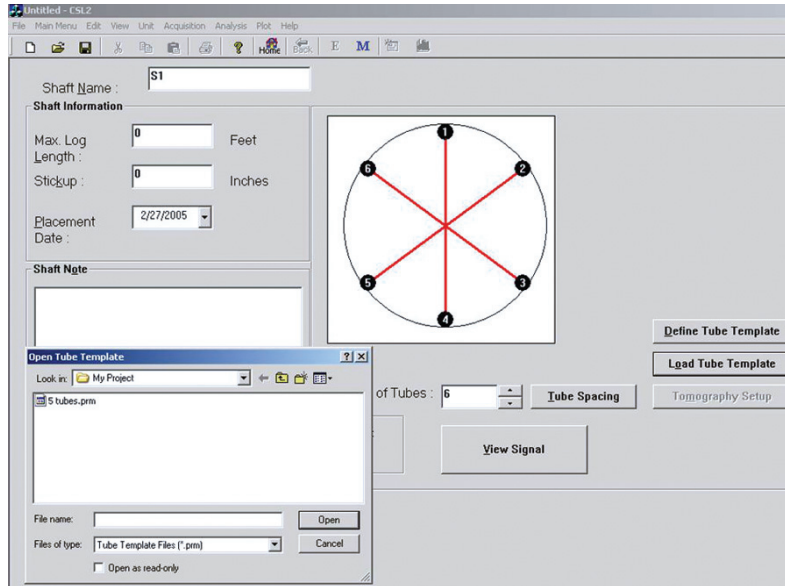 Untitled - CSL2
File Main Menu Edit View Unit Acquisition Analysis Plot Help
Home Back E M
Shaft Name : S1
Shaft Information
Max. Log Length : 0 Feet
Stickup : 0 Inches
Placement Date : 2/27/2005
Shaft Note
1
6 2
5 3
4
Define Tube Template
Load Tube Template
of Tubes : 6 Tube Spacing Tomography Setup
View Signal
Open Tube Template
Look in: My Project
5 tubes.prm
File name: Open
Files of type: Tube Template Files (*.prm) Cancel
Open as read-only